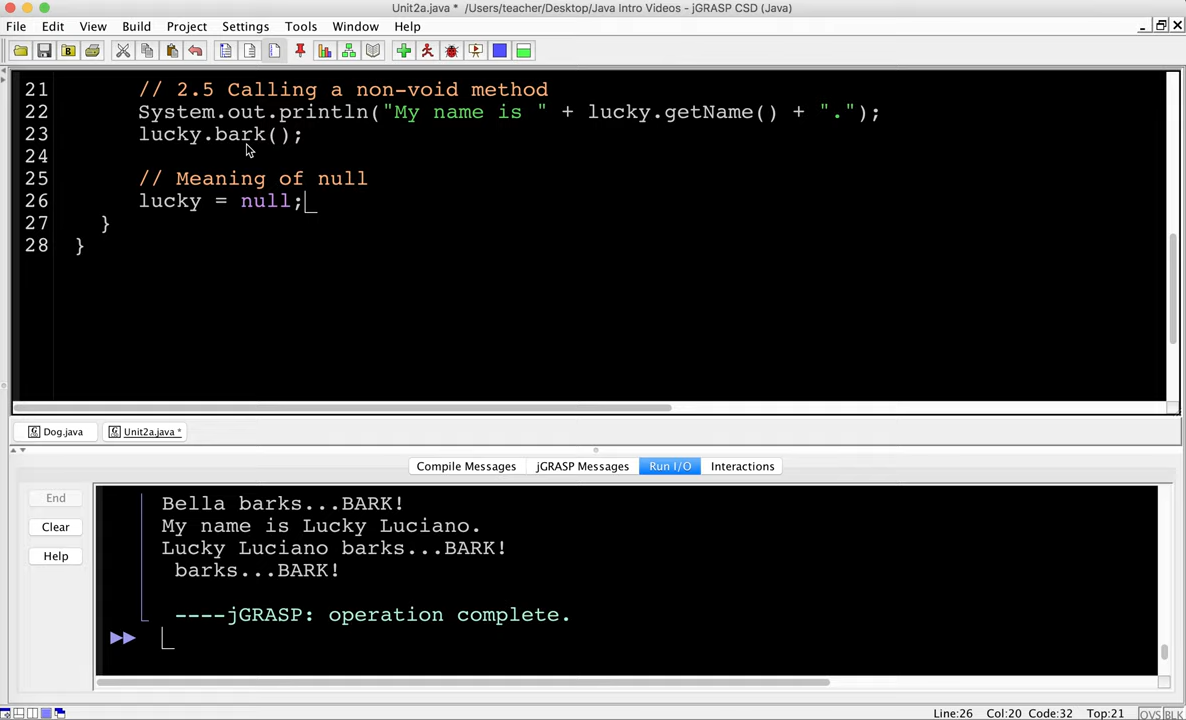 Unit2a.java * /Users/teacher/Desktop/Java Intro Videos - jGRASP CSD (Java)
File Edit View Build Project Settings Tools Window Help
21 // 2.5 Calling a non-void method
22 System.out.println("My name is " + lucky.getName() + ".");
23 lucky.bark();
24
25 // Meaning of null
26 lucky = null;
27 }
28 }
Dog.java Unit2a.java *
Compile Messages jGRASP Messages Run I/O Interactions
End
Clear
Help
Bella barks...BARK!
My name is Lucky Luciano.
Lucky Luciano barks...BARK!
barks...BARK!
----jGRASP: operation complete.
Line:26 Col:20 Code:32 Top:21 OVS BLK